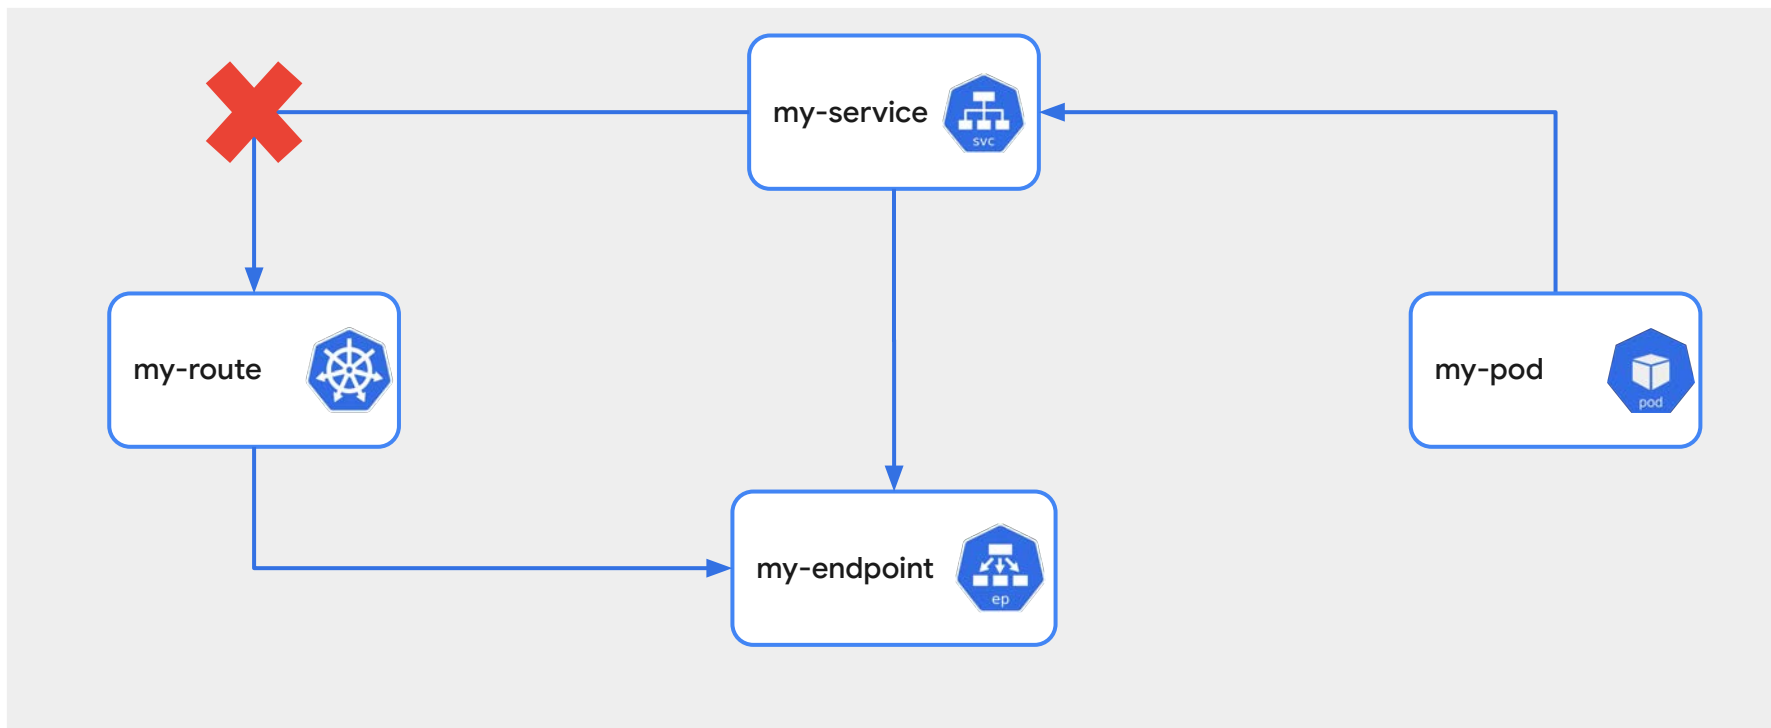 my-service
svc
my-route
my-pod
pod
my-endpoint
ep